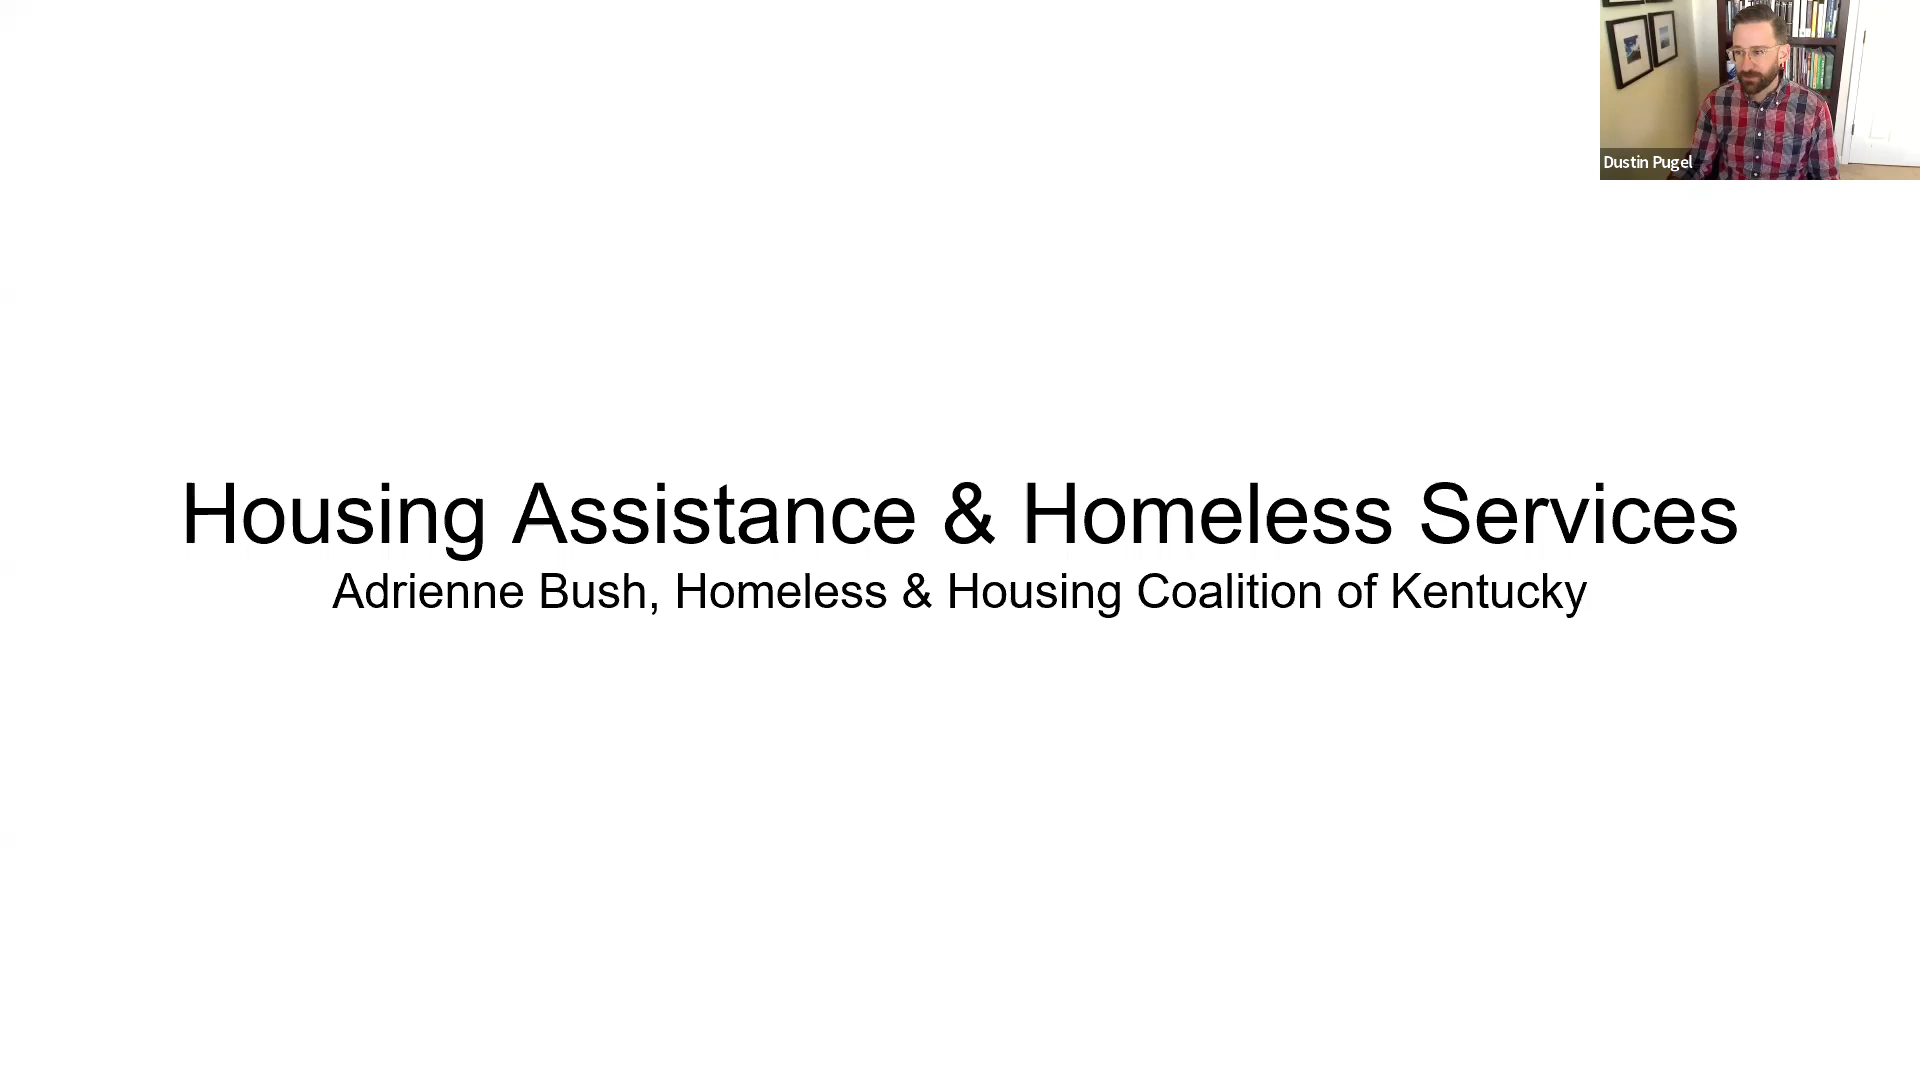 Dustin Pugel
Housing Assistance & Homeless Services
Adrienne Bush, Homeless & Housing Coalition of Kentucky